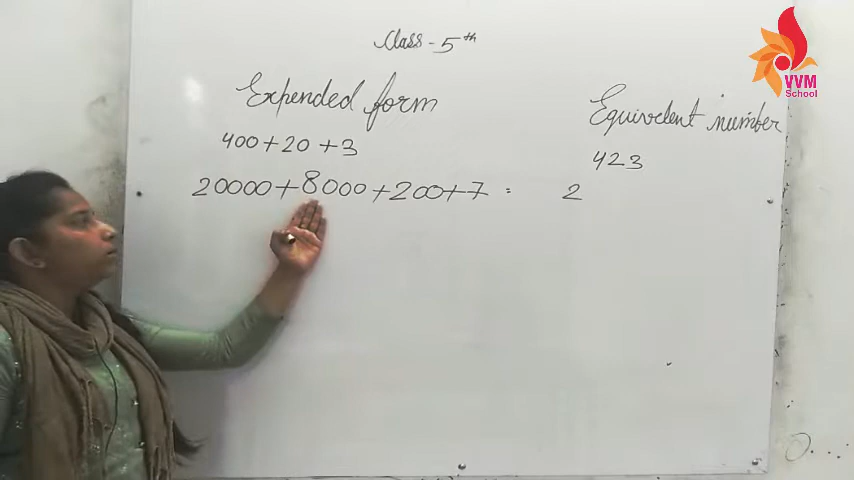 Class - 5th
Expended form
Equivelent number
400 + 20 + 3
423
20000 + 8000 + 200 + 7 = 2
VVM
School